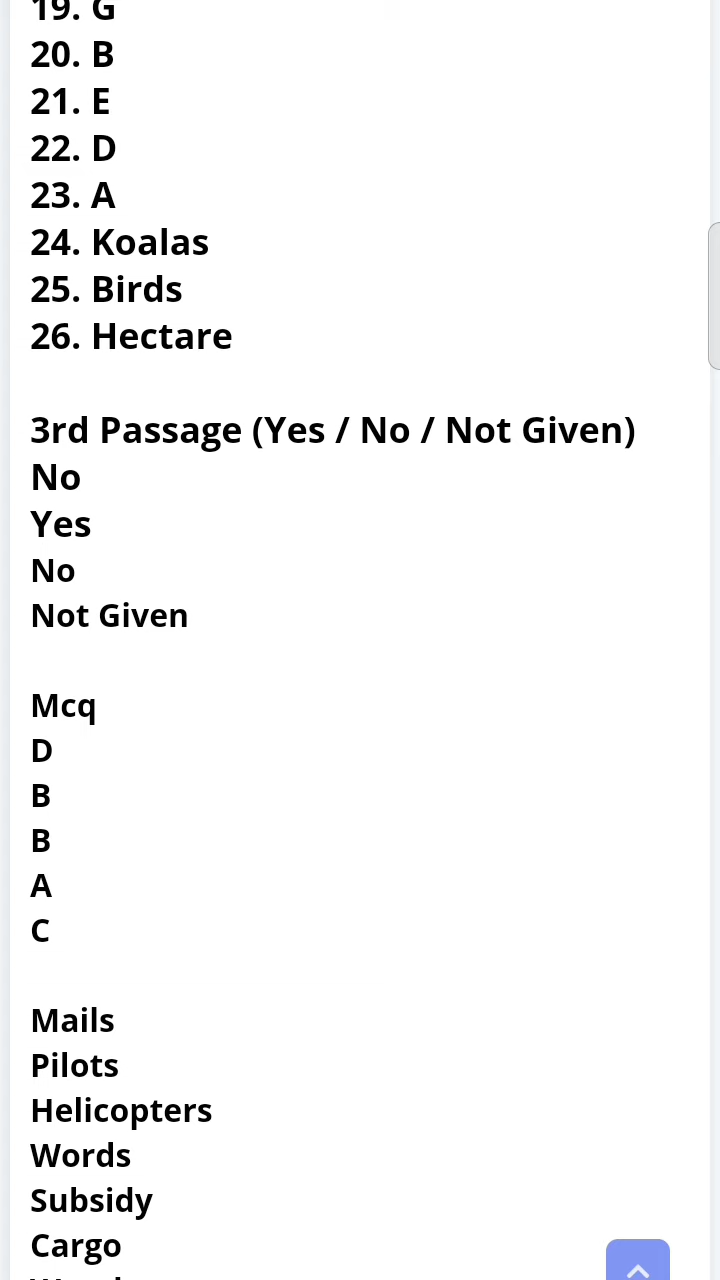 19. G
20. B
21. E
22. D
23. A
24. Koalas
25. Birds
26. Hectare
3rd Passage (Yes / No / Not Given)
No
Yes
No
Not Given
Mcq
D
B
B
A
C
Mails
Pilots
Helicopters
Words
Subsidy
Cargo